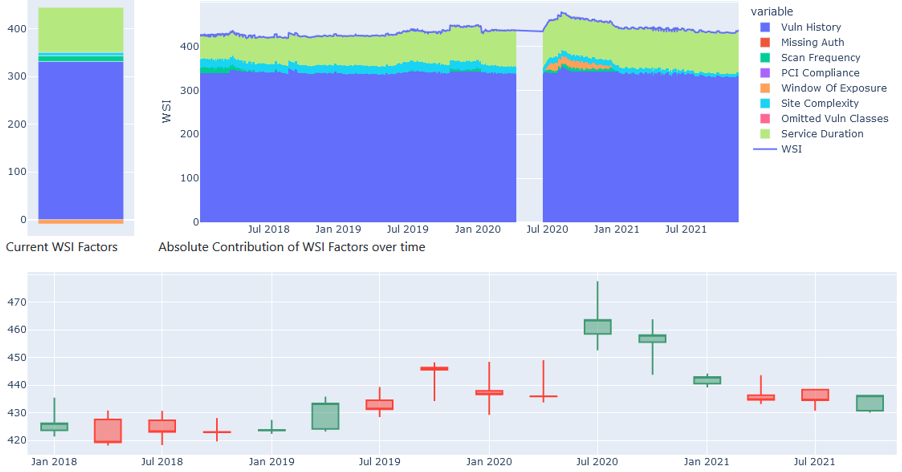 400
300
200
100
0
Current WSI Factors
WSI
400
300
200
100
0
Jul 2018
Jan 2019
Jul 2019
Jan 2020
Jul 2020
Jan 2021
Jul 2021
Absolute Contribution of WSI Factors over time
variable
Vuln History
Missing Auth
Scan Frequency
PCI Compliance
Window Of Exposure
Site Complexity
Omitted Vuln Classes
Service Duration
WSI
470
460
450
440
430
420
Jan 2018
Jul 2018
Jan 2019
Jul 2019
Jan 2020
Jul 2020
Jan 2021
Jul 2021